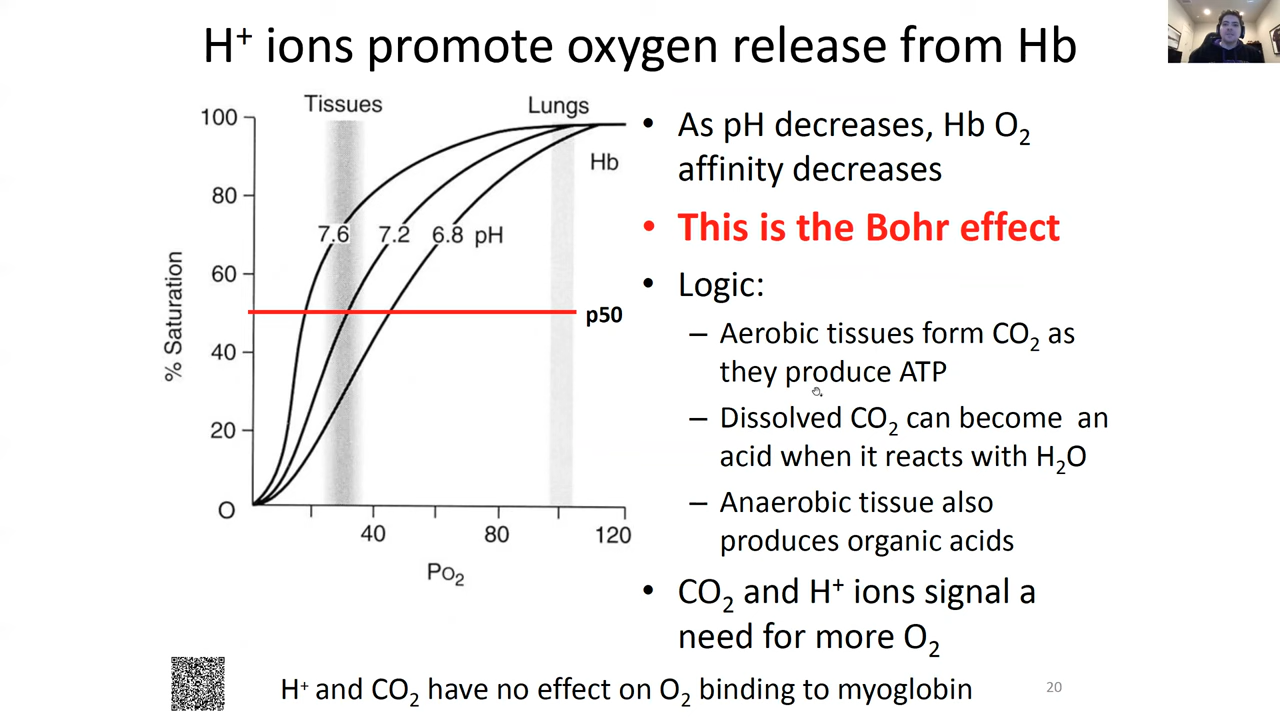 H⁺ ions promote oxygen release from Hb
Tissues
Lungs
100
80
60
40
20
O
% Saturation
7.6
7.2
6.8 pH
Hb
p50
40
80
120
PO₂
• As pH decreases, Hb O₂
affinity decreases
• This is the Bohr effect
• Logic:
– Aerobic tissues form CO₂ as
they produce ATP
– Dissolved CO₂ can become an
acid when it reacts with H₂O
– Anaerobic tissue also
produces organic acids
• CO₂ and H⁺ ions signal a
need for more O₂
H⁺ and CO₂ have no effect on O₂ binding to myoglobin
20